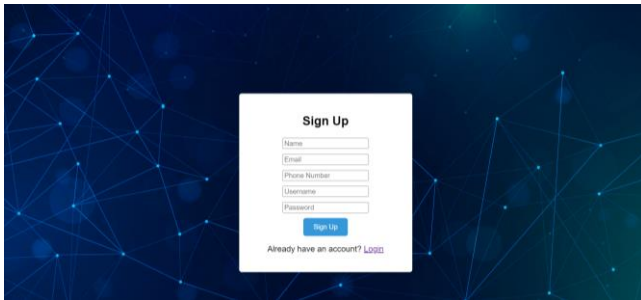 Sign Up
Name
Email
Phone Number
Username
Password
Sign Up
Already have an account? Login